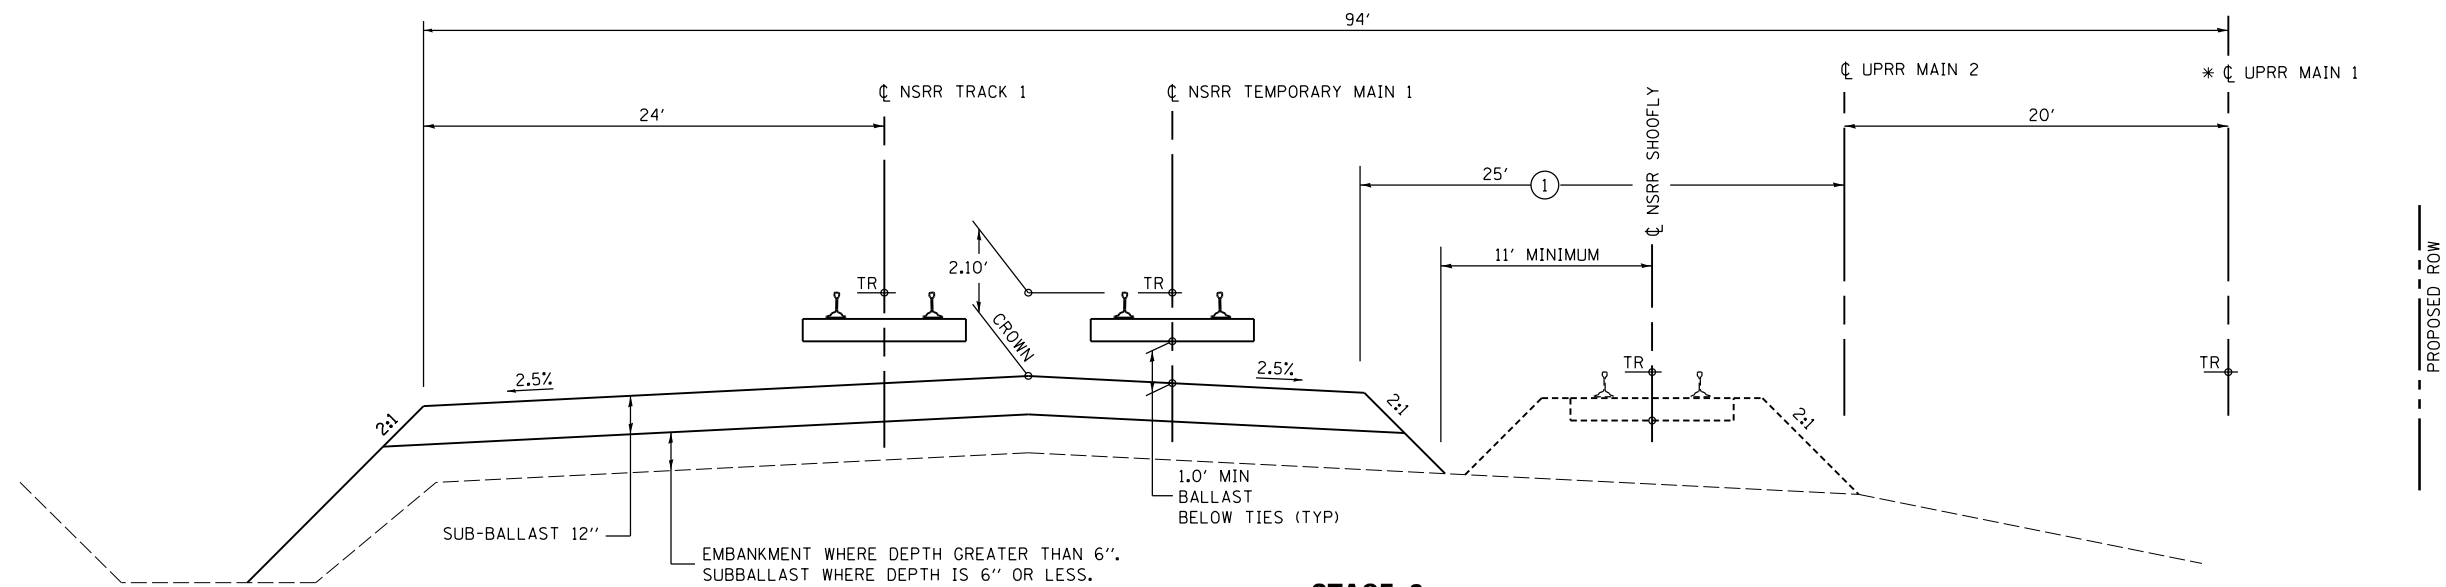 94'
℄ UPRR MAIN 2
* ℄ UPRR MAIN 1
℄ NSRR TRACK 1
℄ NSRR TEMPORARY MAIN 1
℄ NSRR SHOOFLY
24'
20'
25'
1
11' MINIMUM
2.10'
TR
TR
CROWN
TR
TR
PROPOSED ROW
2.5%
2.5%
2:1
2:1
2:1
1.0' MIN
BALLAST
BELOW TIES (TYP)
SUB-BALLAST 12''
EMBANKMENT WHERE DEPTH GREATER THAN 6''.
SUBBALLAST WHERE DEPTH IS 6'' OR LESS.